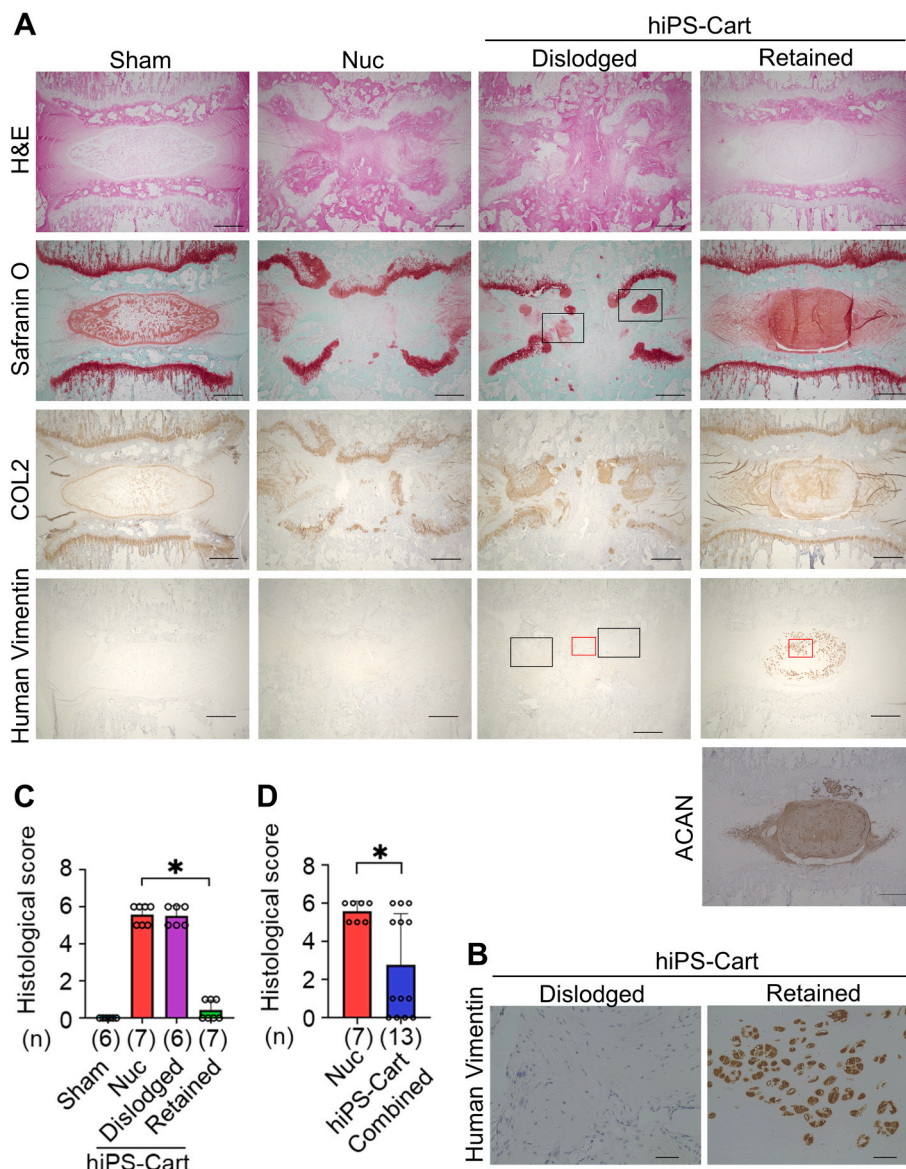 A
hiPS-Cart
Sham
Nuc
Dislodged
Retained
H&E
Safranin O
COL2
Human Vimentin
ACAN
C
Histological score
8
6
4
2
0
*
(n)
(6) (7) (6) (7)
Sham
Nuc
Dislodged
Retained
hiPS-Cart
D
Histological score
8
6
4
2
0
*
(n)
(7) (13)
Nuc
hiPS-Cart
Combined
B
hiPS-Cart
Dislodged
Retained
Human Vimentin